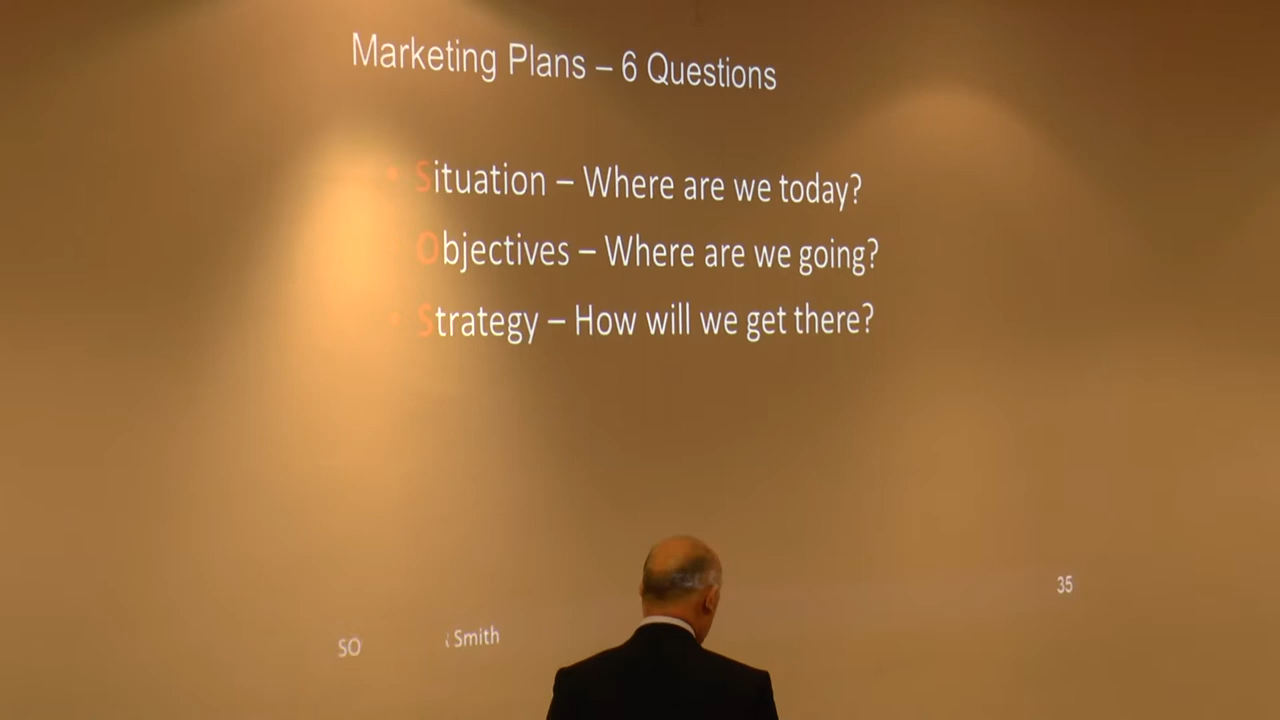 Marketing Plans – 6 Questions
• Situation – Where are we today?
Objectives – Where are we going?
• Strategy – How will we get there?
35
SO Smith